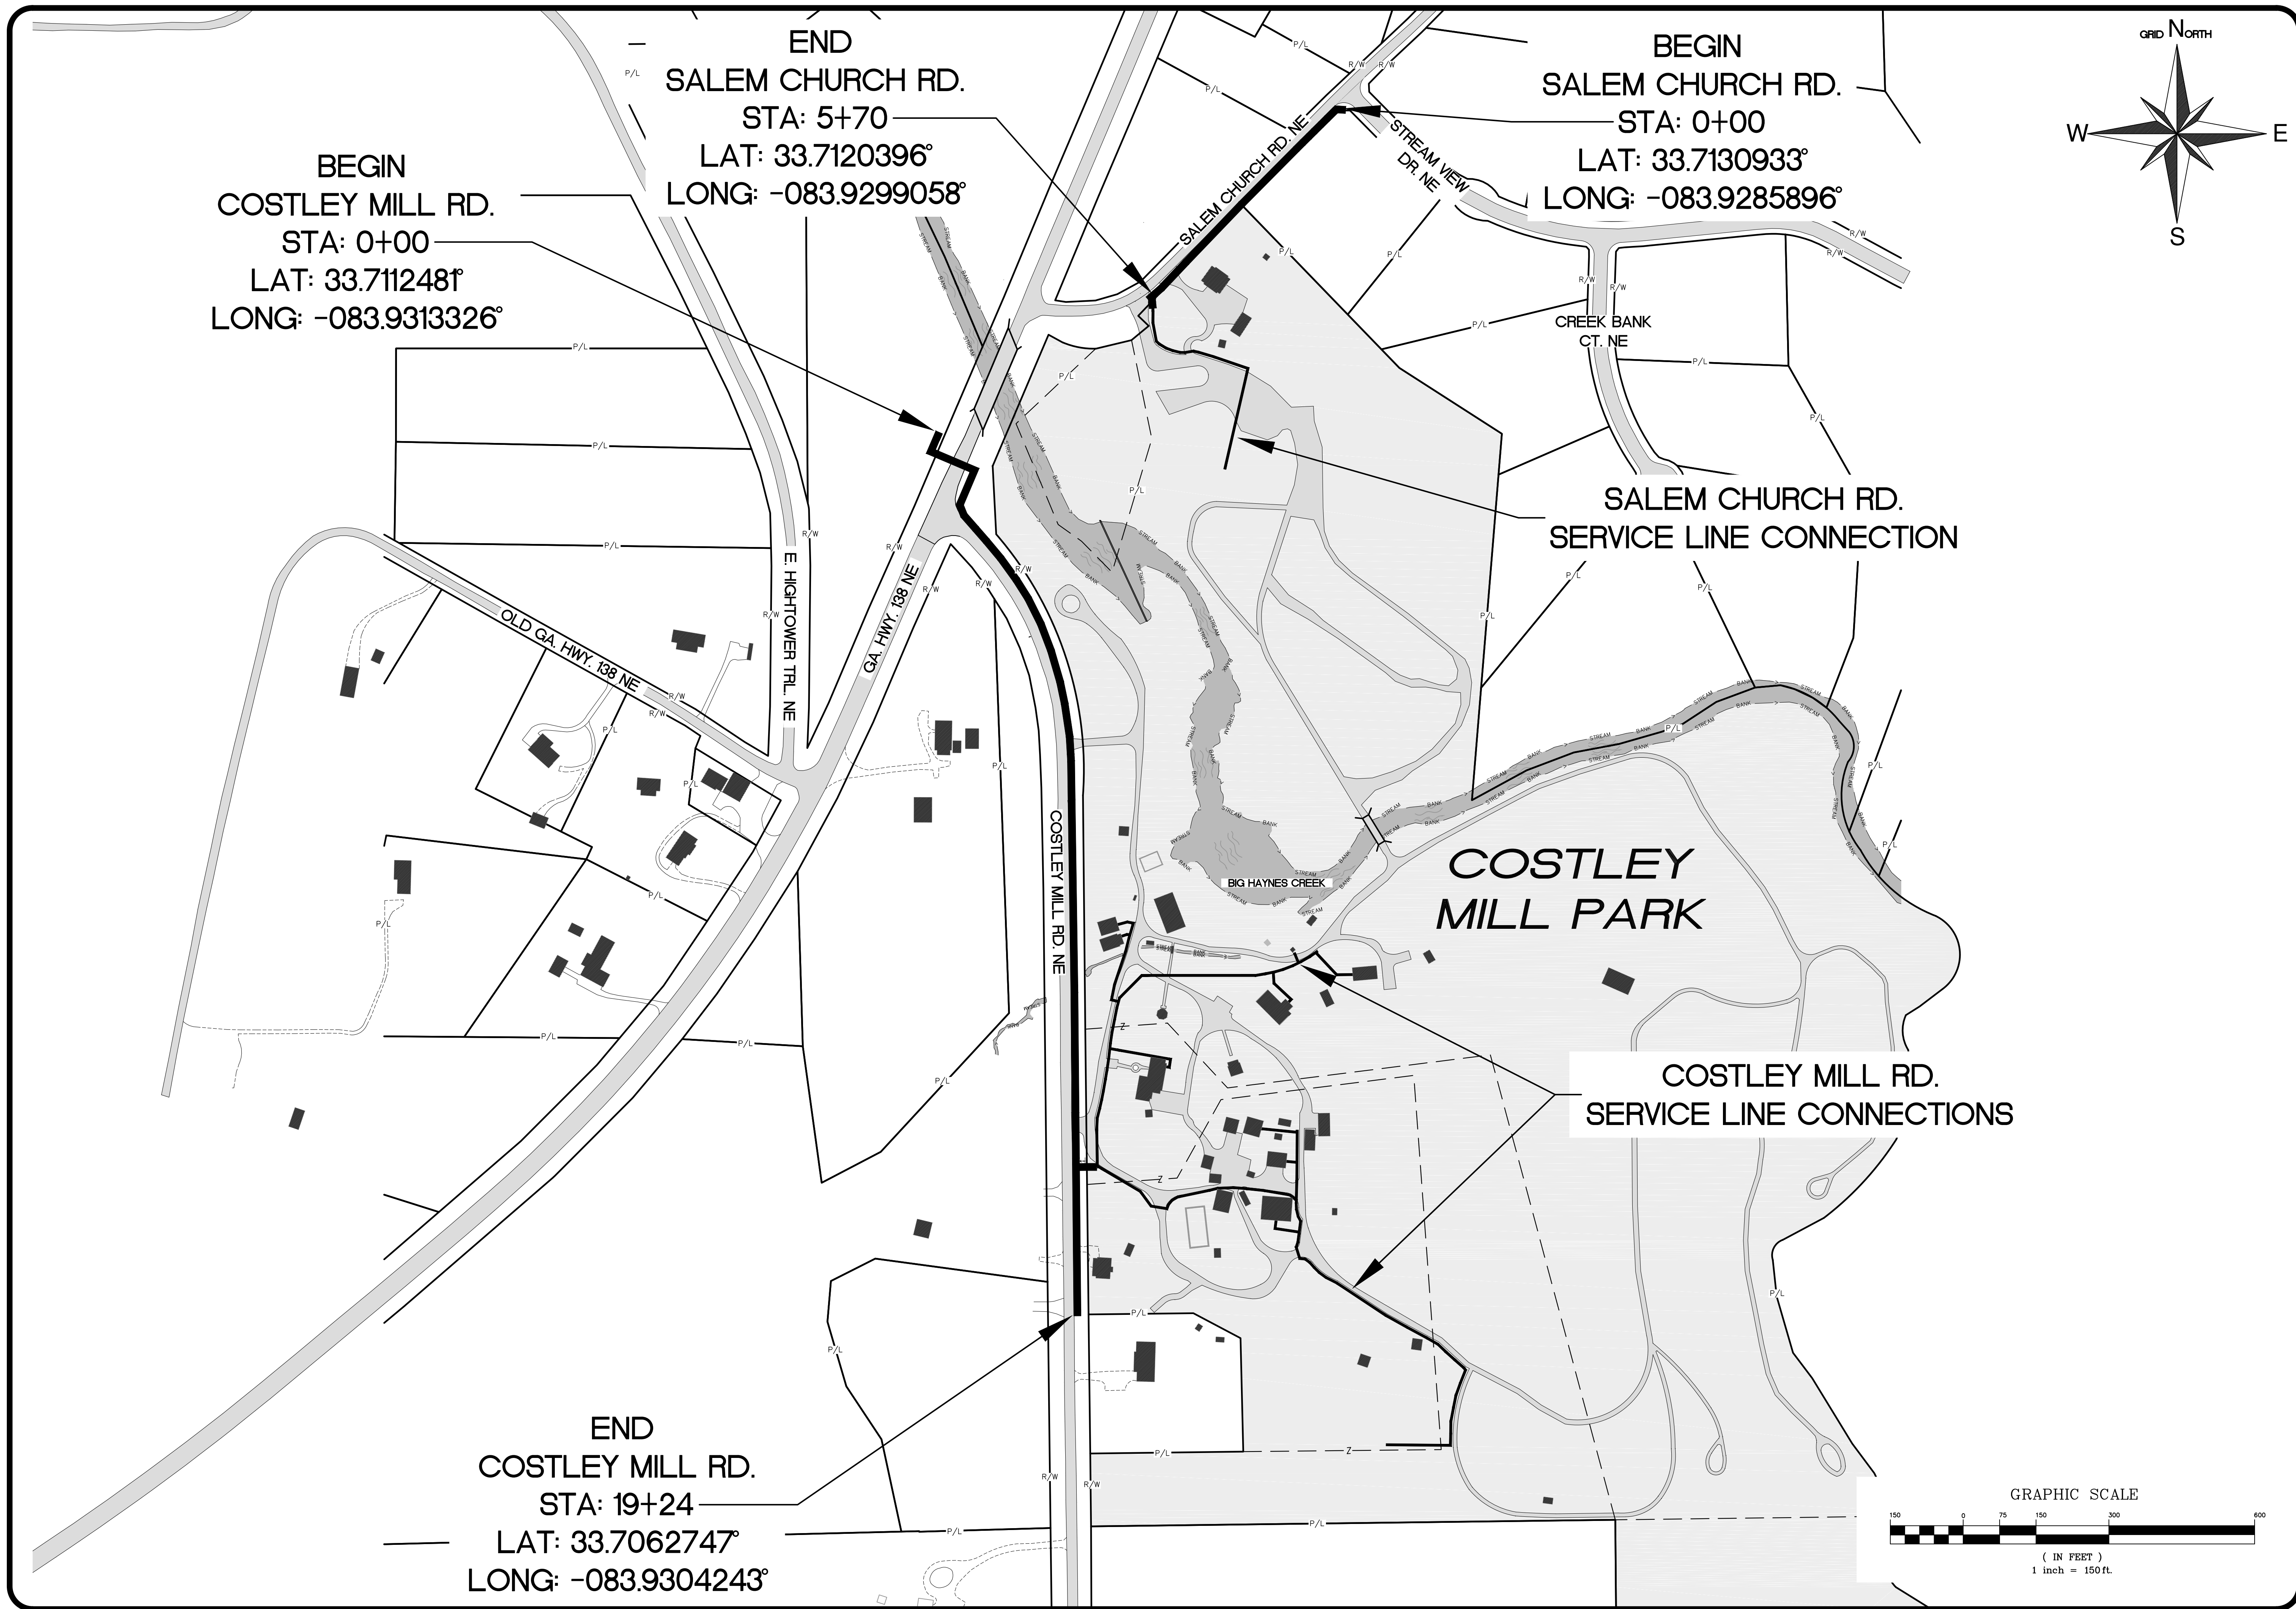 END
SALEM CHURCH RD.
STA: 5+70
LAT: 33.7120396°
LONG: -083.9299058°
BEGIN
SALEM CHURCH RD.
STA: 0+00
LAT: 33.7130933°
LONG: -083.9285896°
GRID NORTH
W
E
S
BEGIN
COSTLEY MILL RD.
STA: 0+00
LAT: 33.7112481°
LONG: -083.9313326°
SALEM CHURCH RD. NE
STREAM VIEW
DR. NE
CREEK BANK
CT. NE
SALEM CHURCH RD.
SERVICE LINE CONNECTION
E. HIGHTOWER TRL. NE
GA. HWY. 138 NE
OLD GA. HWY. 138 NE
COSTLEY MILL RD. NE
BIG HAYNES CREEK
COSTLEY
MILL PARK
COSTLEY MILL RD.
SERVICE LINE CONNECTIONS
END
COSTLEY MILL RD.
STA: 19+24
LAT: 33.7062747°
LONG: -083.9304243°
P/L
R/W
STREAM
BANK
Z
GRAPHIC SCALE
150 0 75 150 300 600
( IN FEET )
1 inch = 150 ft.